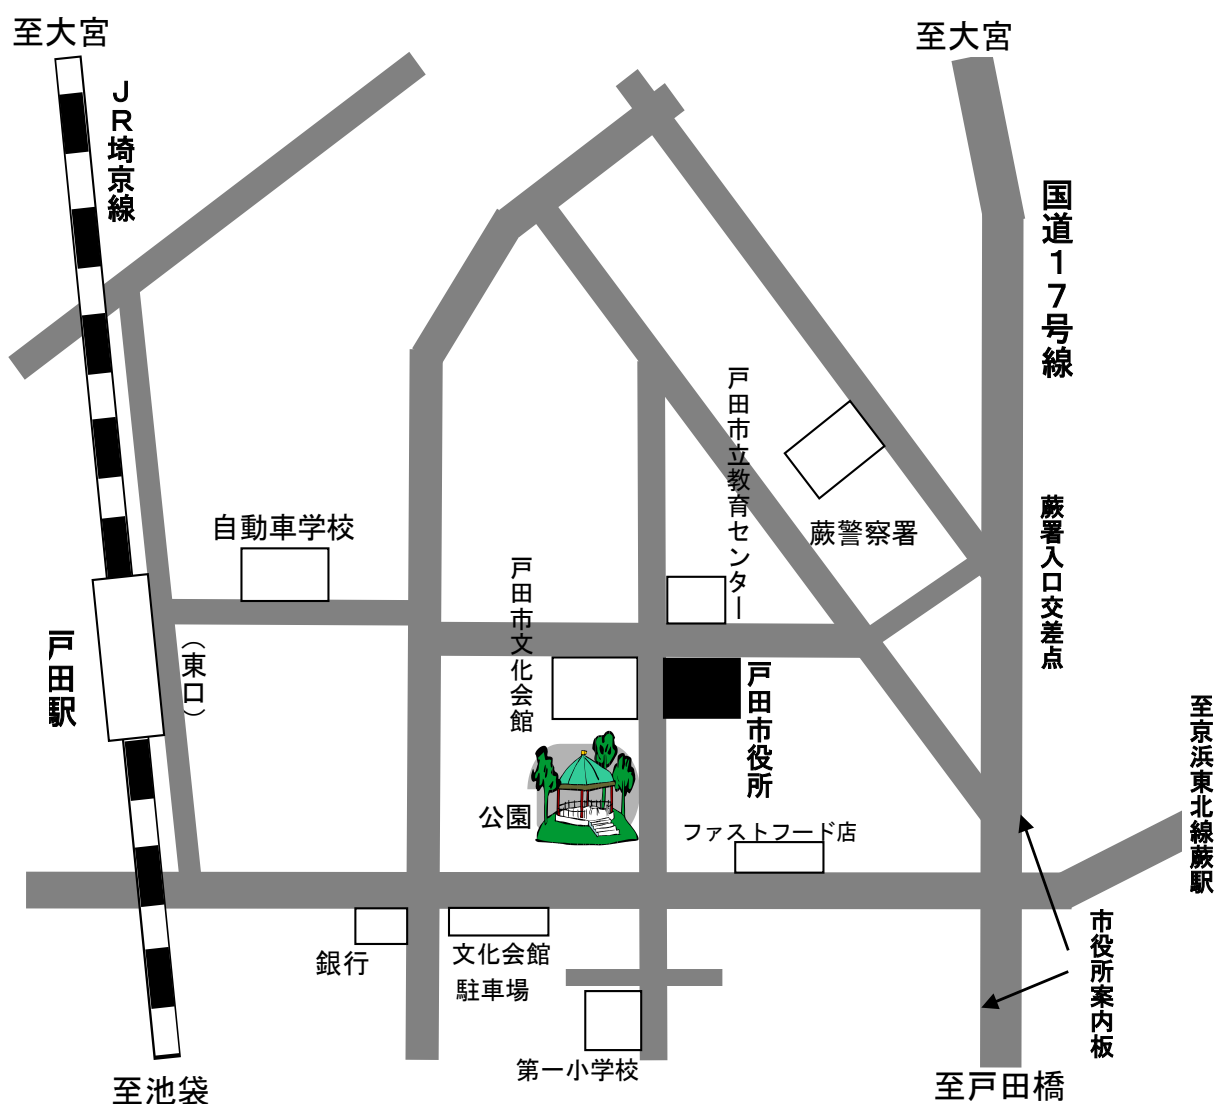 至大宮
至大宮
ＪＲ埼京線
国道１７号線
戸田市立教育センター
蕨署入口交差点
自動車学校
蕨警察署
戸田市文化会館
戸田駅
（東口）
戸田市役所
至京浜東北線蕨駅
公園
ファストフード店
市役所案内板
銀行
文化会館
駐車場
第一小学校
至池袋
至戸田橋